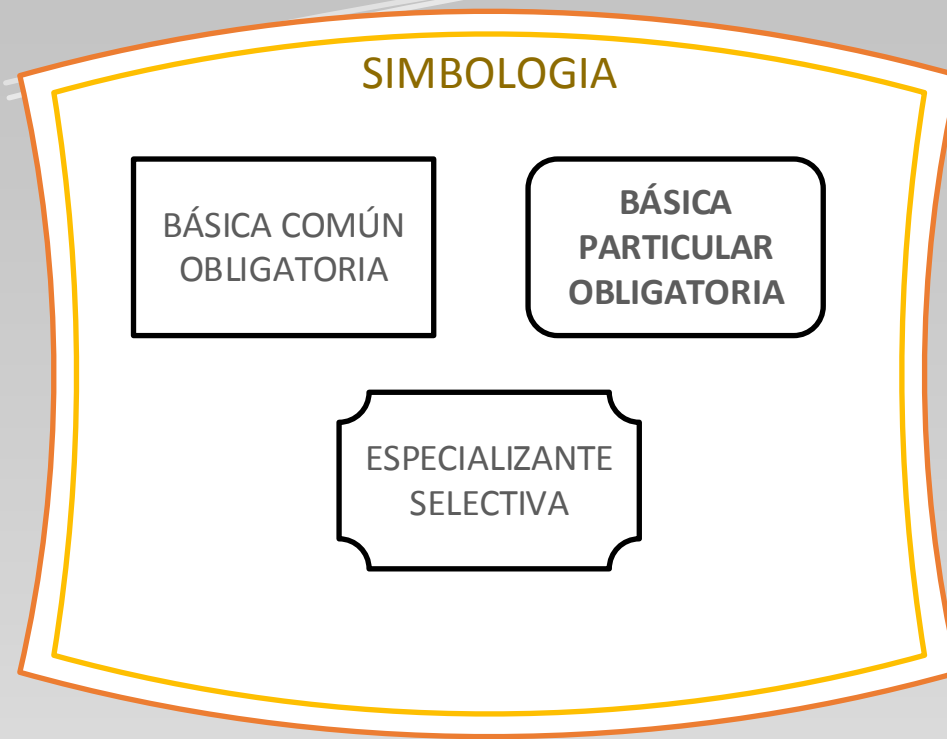 SIMBOLOGIA
BÁSICA COMÚN
OBLIGATORIA
BÁSICA
PARTICULAR
OBLIGATORIA
ESPECIALIZANTE
SELECTIVA